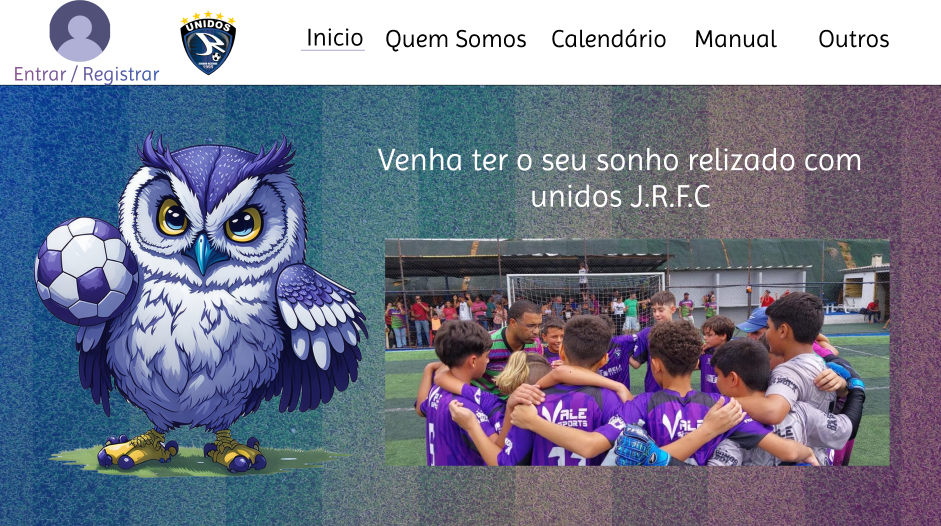 Entrar / Registrar
UNIDOS
JR
Inicio
Quem Somos
Calendário
Manual
Outros
Venha ter o seu sonho relizado com
unidos J.R.F.C
VALE
SPORTS
VALE